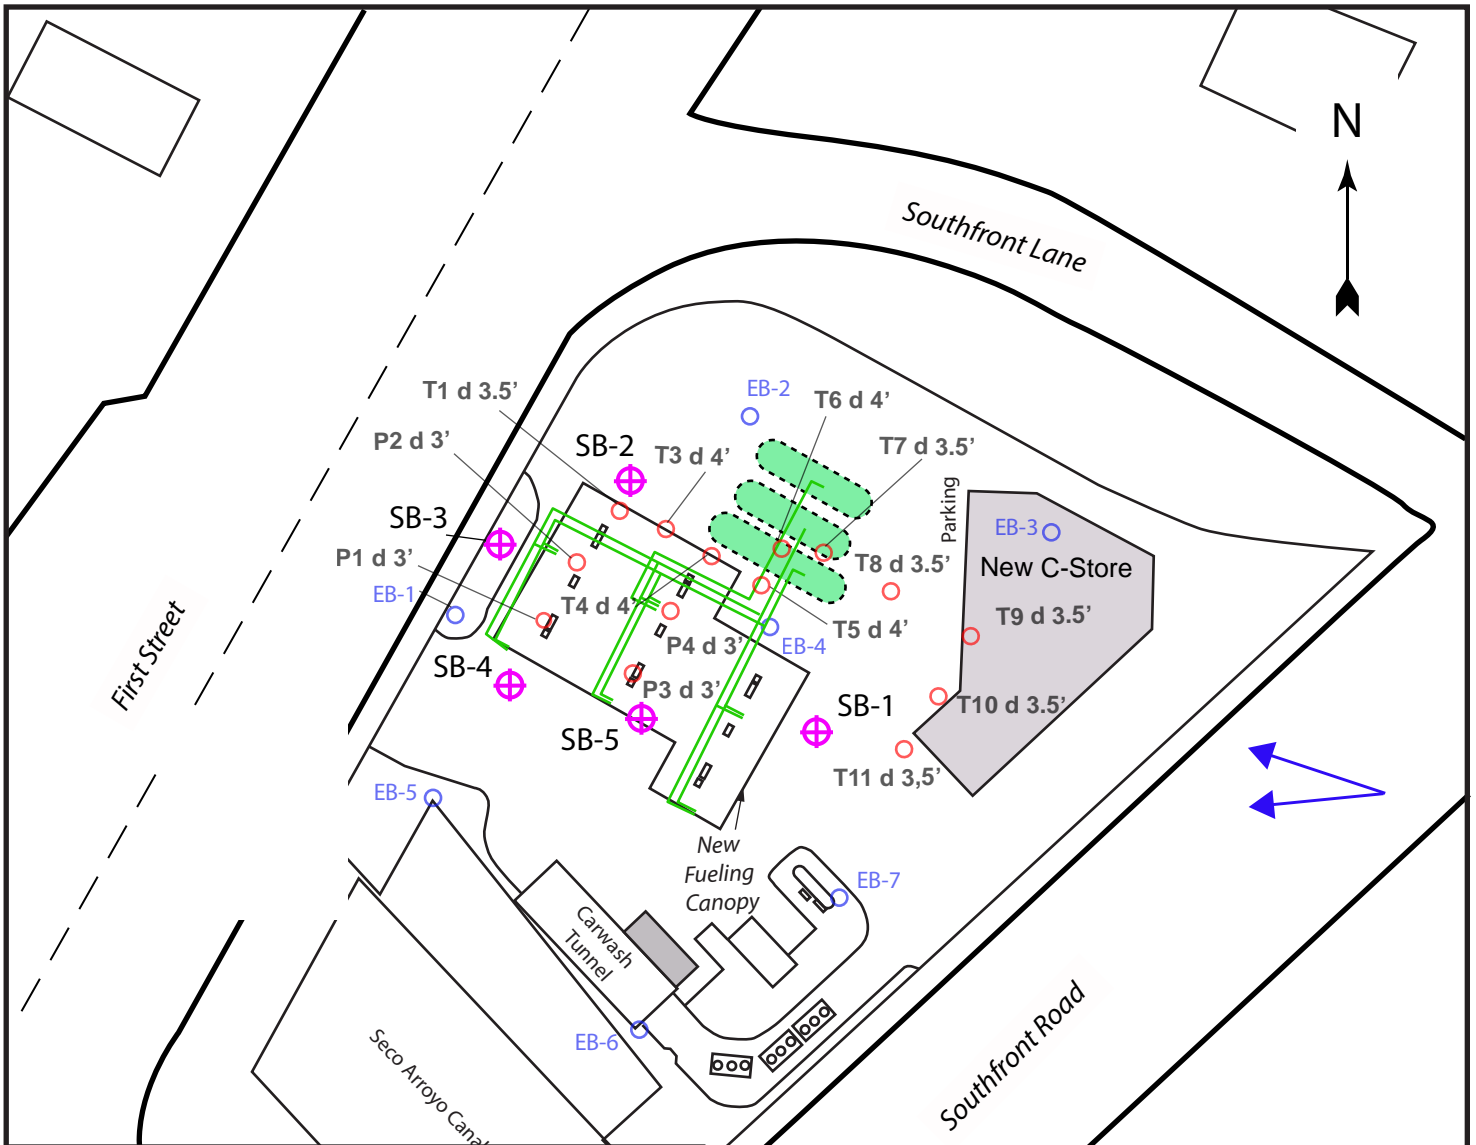 N
Southfront Lane
T1 d 3.5’
EB-2
T6 d 4’
P2 d 3’
SB-2
T3 d 4’
T7 d 3.5’
Parking
SB-3
EB-3
P1 d 3’
T8 d 3.5’
New C-Store
EB-1
T4 d 4’
T9 d 3.5’
T5 d 4’
First Street
P4 d 3’
EB-4
SB-4
P3 d 3’
SB-1
T10 d 3.5’
SB-5
T11 d 3,5’
EB-5
New
Fueling
Canopy
EB-7
Carwash
Tunnel
EB-6
Southfront Road
Seco Arroyo Canal